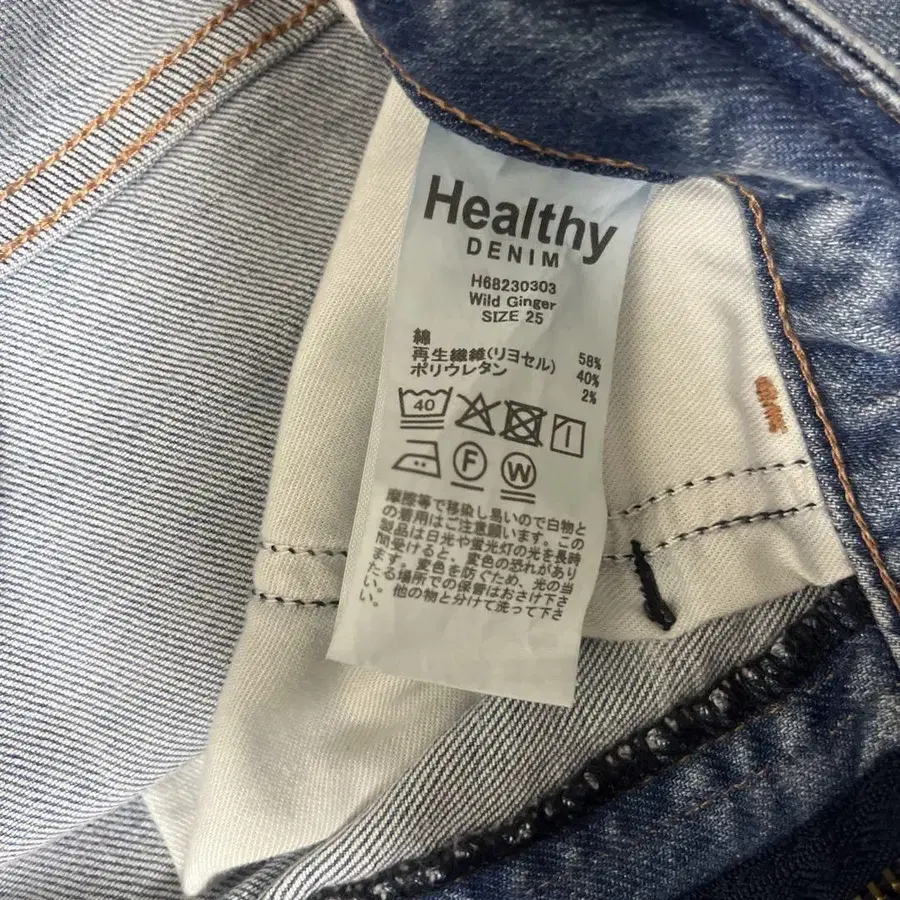 Healthy
DENIM
H68230303
Wild Ginger
SIZE 25
綿 58%
再生繊維(リヨセル) 40%
ポリウレタン 2%
40
F
W
摩擦等で移染し易いので白物と
の着用はご注意願います。この
製品は日光や蛍光灯の光を長時
間受けると、変色の恐れがあり
ます。変色を防ぐため、光の当
たる場所での保管はおさけ下さ
い。他の物と分けて洗って下さ
い。